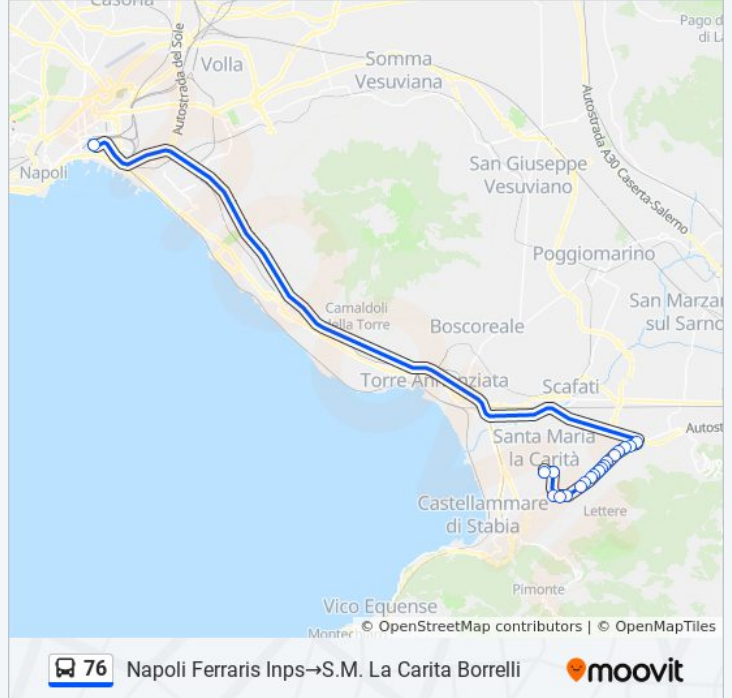 Casoria
Pago d
di La
Volla
Somma
Vesuviana
Autostrada del Sole
Autostrada A30 Caserta-Salerno
San Giuseppe
Vesuviano
Napoli
Poggiomarino
San Marza
sul Sarno
Camaldoli
della Torre
Boscoreale
Torre Annunziata
Scafati
Autost
Santa Maria
la Carità
Castellammare
di Stabia
Lettere
Pimonte
Vico Equense
© OpenStreetMap contributors | © OpenMapTiles
76 Napoli Ferraris Inps→S.M. La Carita Borrelli
moovit